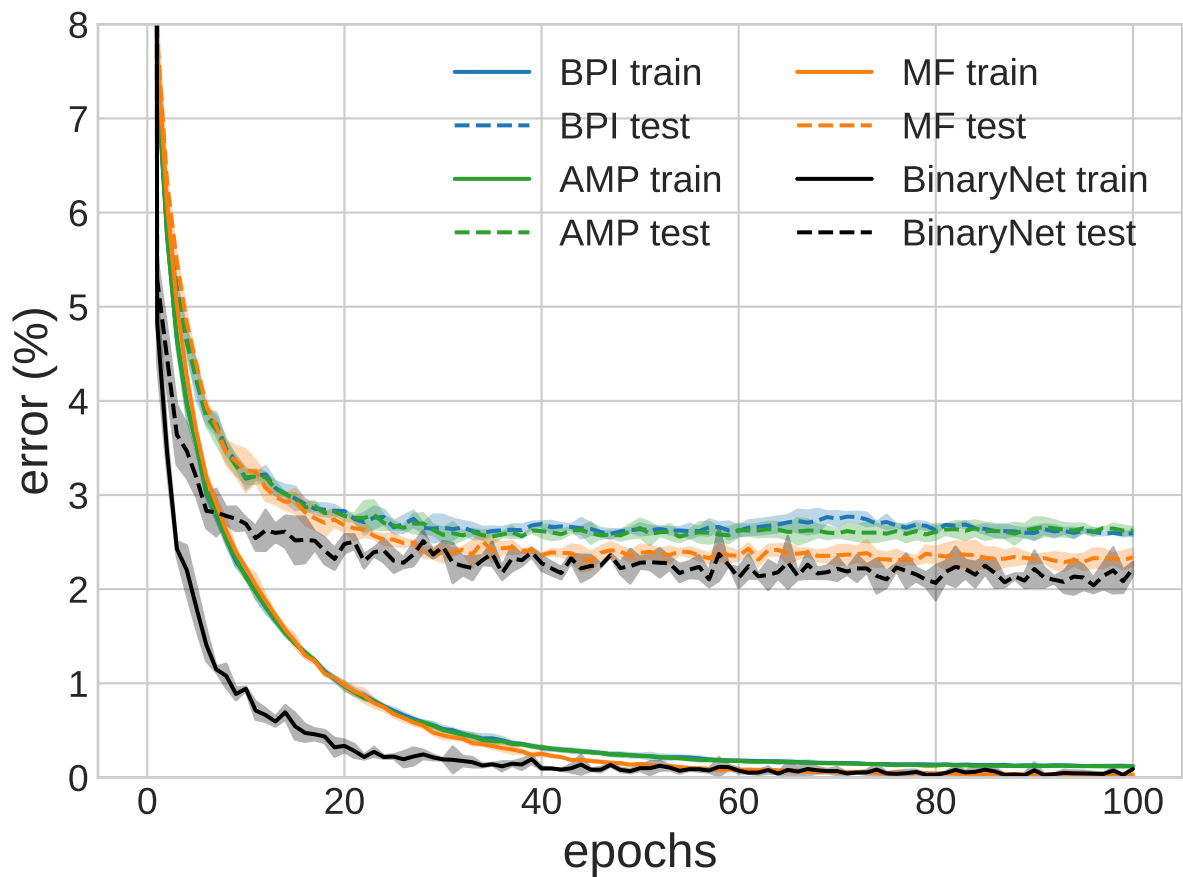 8
7
6
5
4
3
2
1
0
error (%)
BPI train
BPI test
AMP train
AMP test
MF train
MF test
BinaryNet train
BinaryNet test
0 20 40 60 80 100
epochs